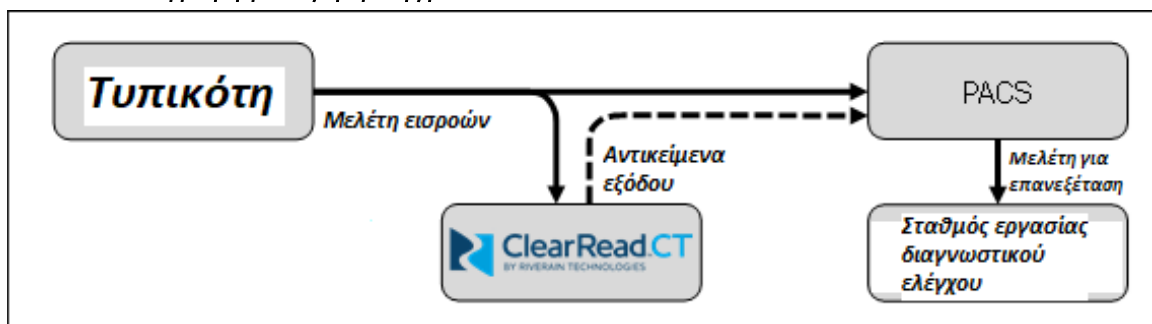 Τυπικότη
PACS
Μελέτη εισροών
Αντικείμενα
εξόδου
Μελέτη για
επανεξέταση
ClearRead.CT
BY RIVERAIN TECHNOLOGIES
Σταθμός εργασίας
διαγνωστικού
ελέγχου